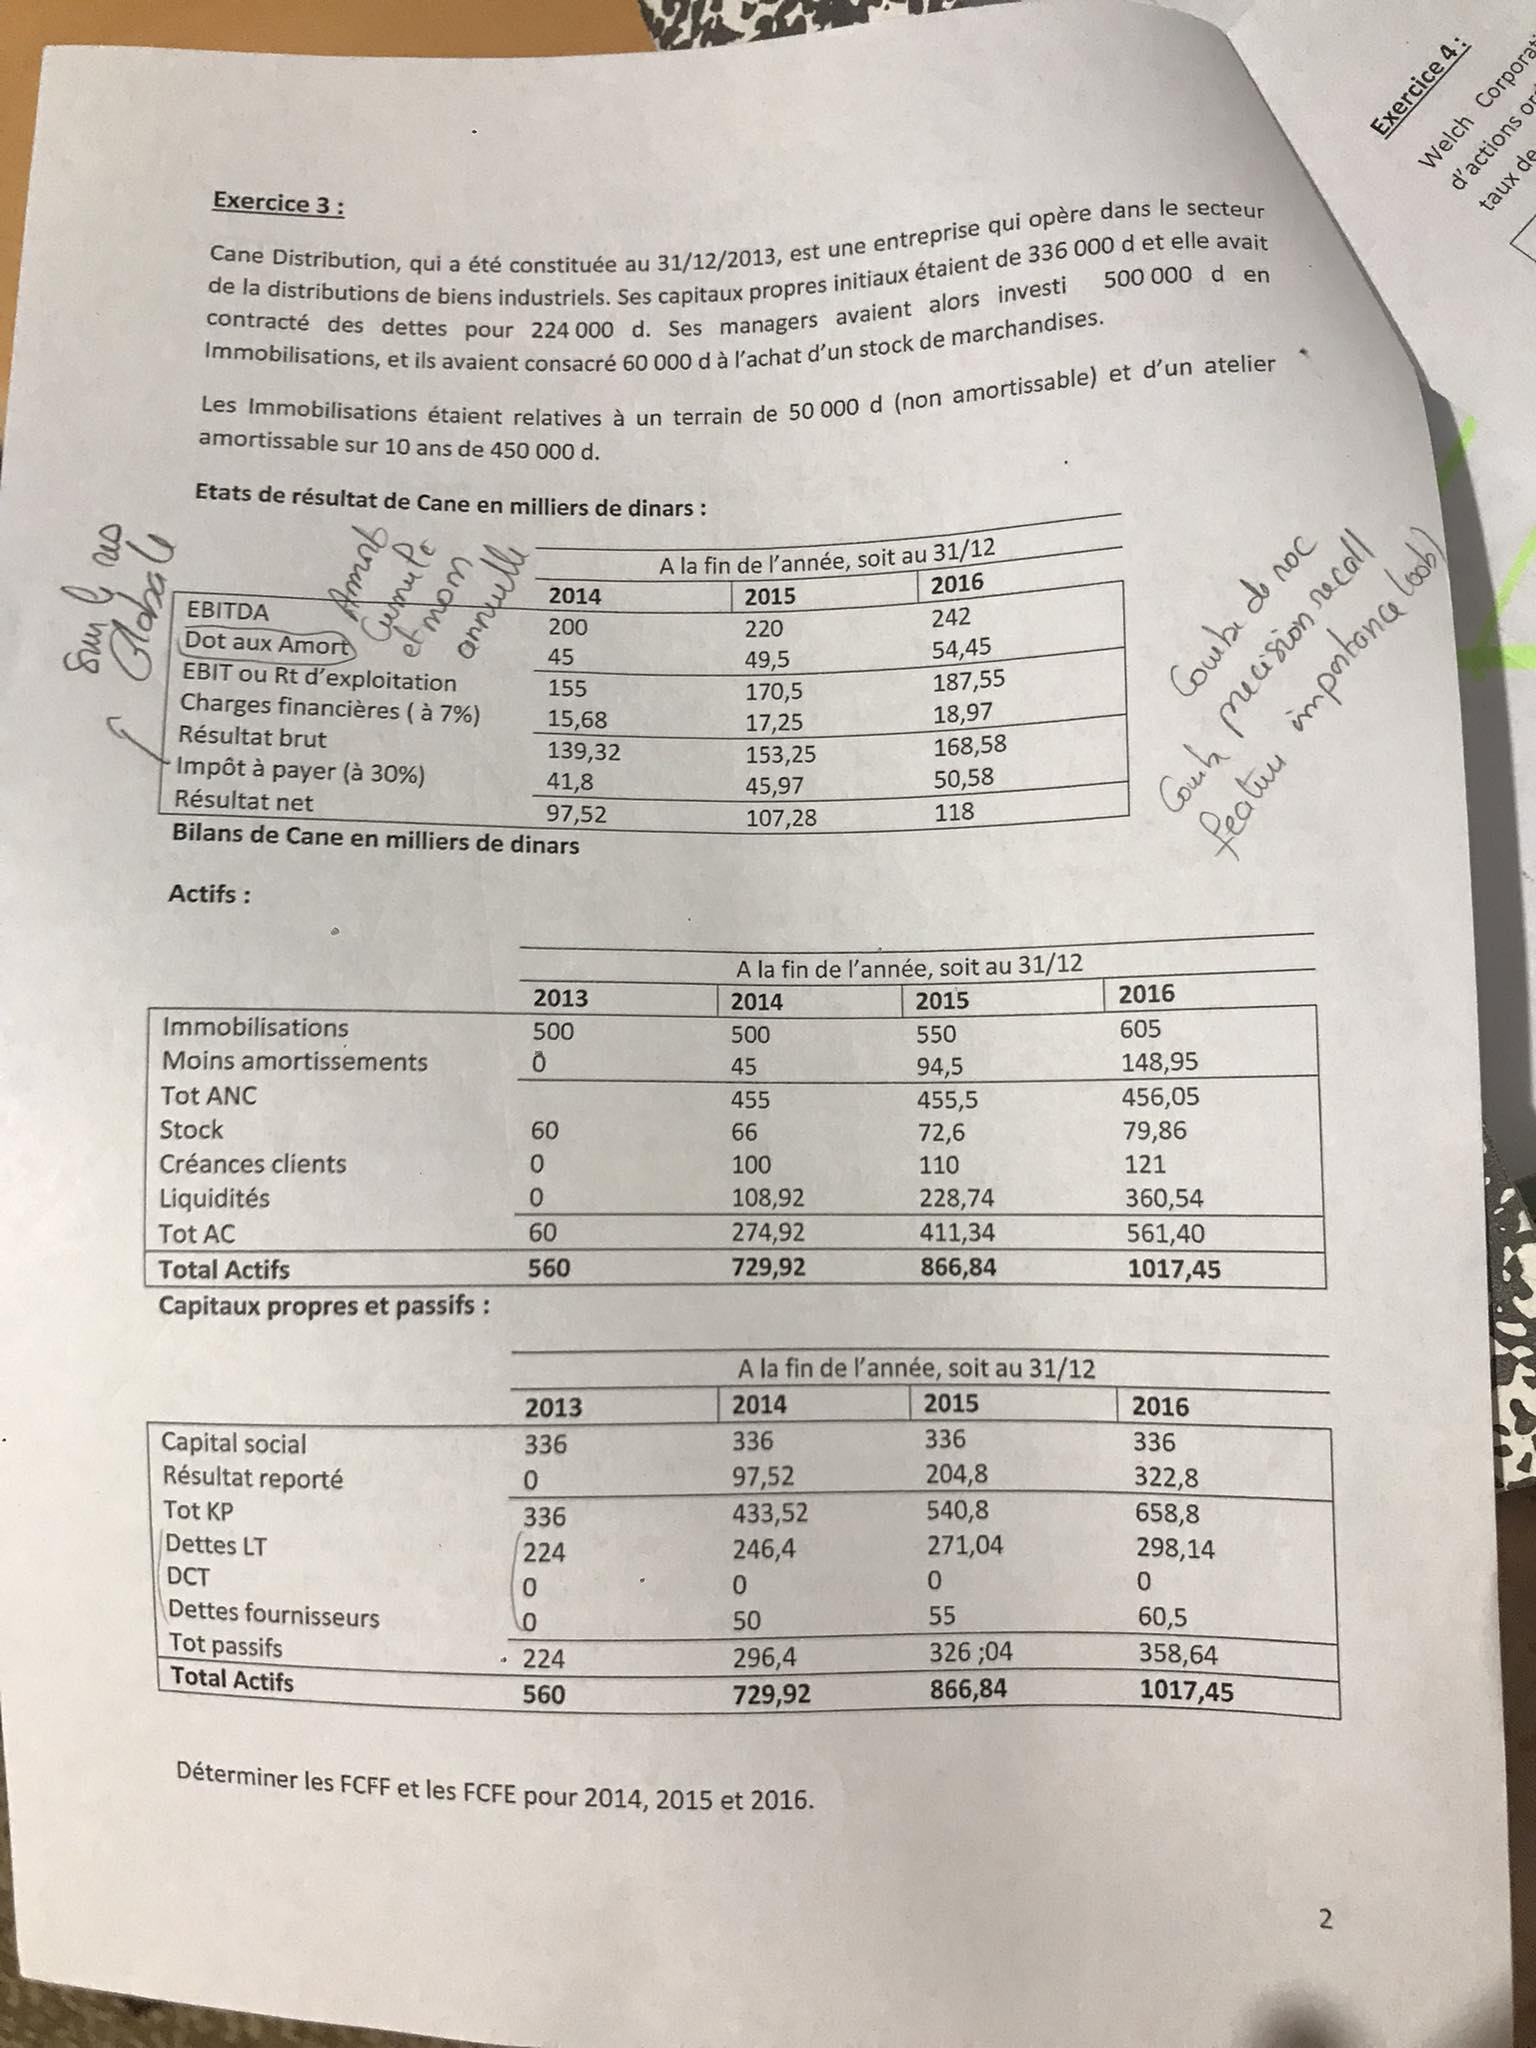 Exercice 4 :
Welch Corporati
d'actions or
taux de
Exercice 3 :
Cane Distribution, qui a été constituée au 31/12/2013, est une entreprise qui opère dans le secteur
de la distributions de biens industriels. Ses capitaux propres initiaux étaient de 336 000 d et elle avait
contracté des dettes pour 224 000 d. Ses managers avaient alors investi 500 000 d en
Immobilisations, et ils avaient consacré 60 000 d à l'achat d'un stock de marchandises.
Les Immobilisations étaient relatives à un terrain de 50 000 d (non amortissable) et d'un atelier
amortissable sur 10 ans de 450 000 d.
Etats de résultat de Cane en milliers de dinars :
Amort
Cumulé
et mom
annuelle
Globale
A la fin de l'année, soit au 31/12
2014 2015 2016
EBITDA 200 220 242
Dot aux Amort 45 49,5 54,45
EBIT ou Rt d'exploitation 155 170,5 187,55
Charges financières ( à 7%) 15,68 17,25 18,97
Résultat brut 139,32 153,25 168,58
Impôt à payer (à 30%) 41,8 45,97 50,58
Résultat net 97,52 107,28 118
Courbe de roc
Courbe precision recall
feature importance (oob)
Bilans de Cane en milliers de dinars
Actifs :
A la fin de l'année, soit au 31/12
2013 2014 2015 2016
Immobilisations 500 500 550 605
Moins amortissements 0 45 94,5 148,95
Tot ANC 455 455,5 456,05
Stock 60 66 72,6 79,86
Créances clients 0 100 110 121
Liquidités 0 108,92 228,74 360,54
Tot AC 60 274,92 411,34 561,40
Total Actifs 560 729,92 866,84 1017,45
Capitaux propres et passifs :
A la fin de l'année, soit au 31/12
2013 2014 2015 2016
Capital social 336 336 336 336
Résultat reporté 0 97,52 204,8 322,8
Tot KP 336 433,52 540,8 658,8
Dettes LT 224 246,4 271,04 298,14
DCT 0 0 0 0
Dettes fournisseurs 0 50 55 60,5
Tot passifs 224 296,4 326 ;04 358,64
Total Actifs 560 729,92 866,84 1017,45
Déterminer les FCFF et les FCFE pour 2014, 2015 et 2016.
2